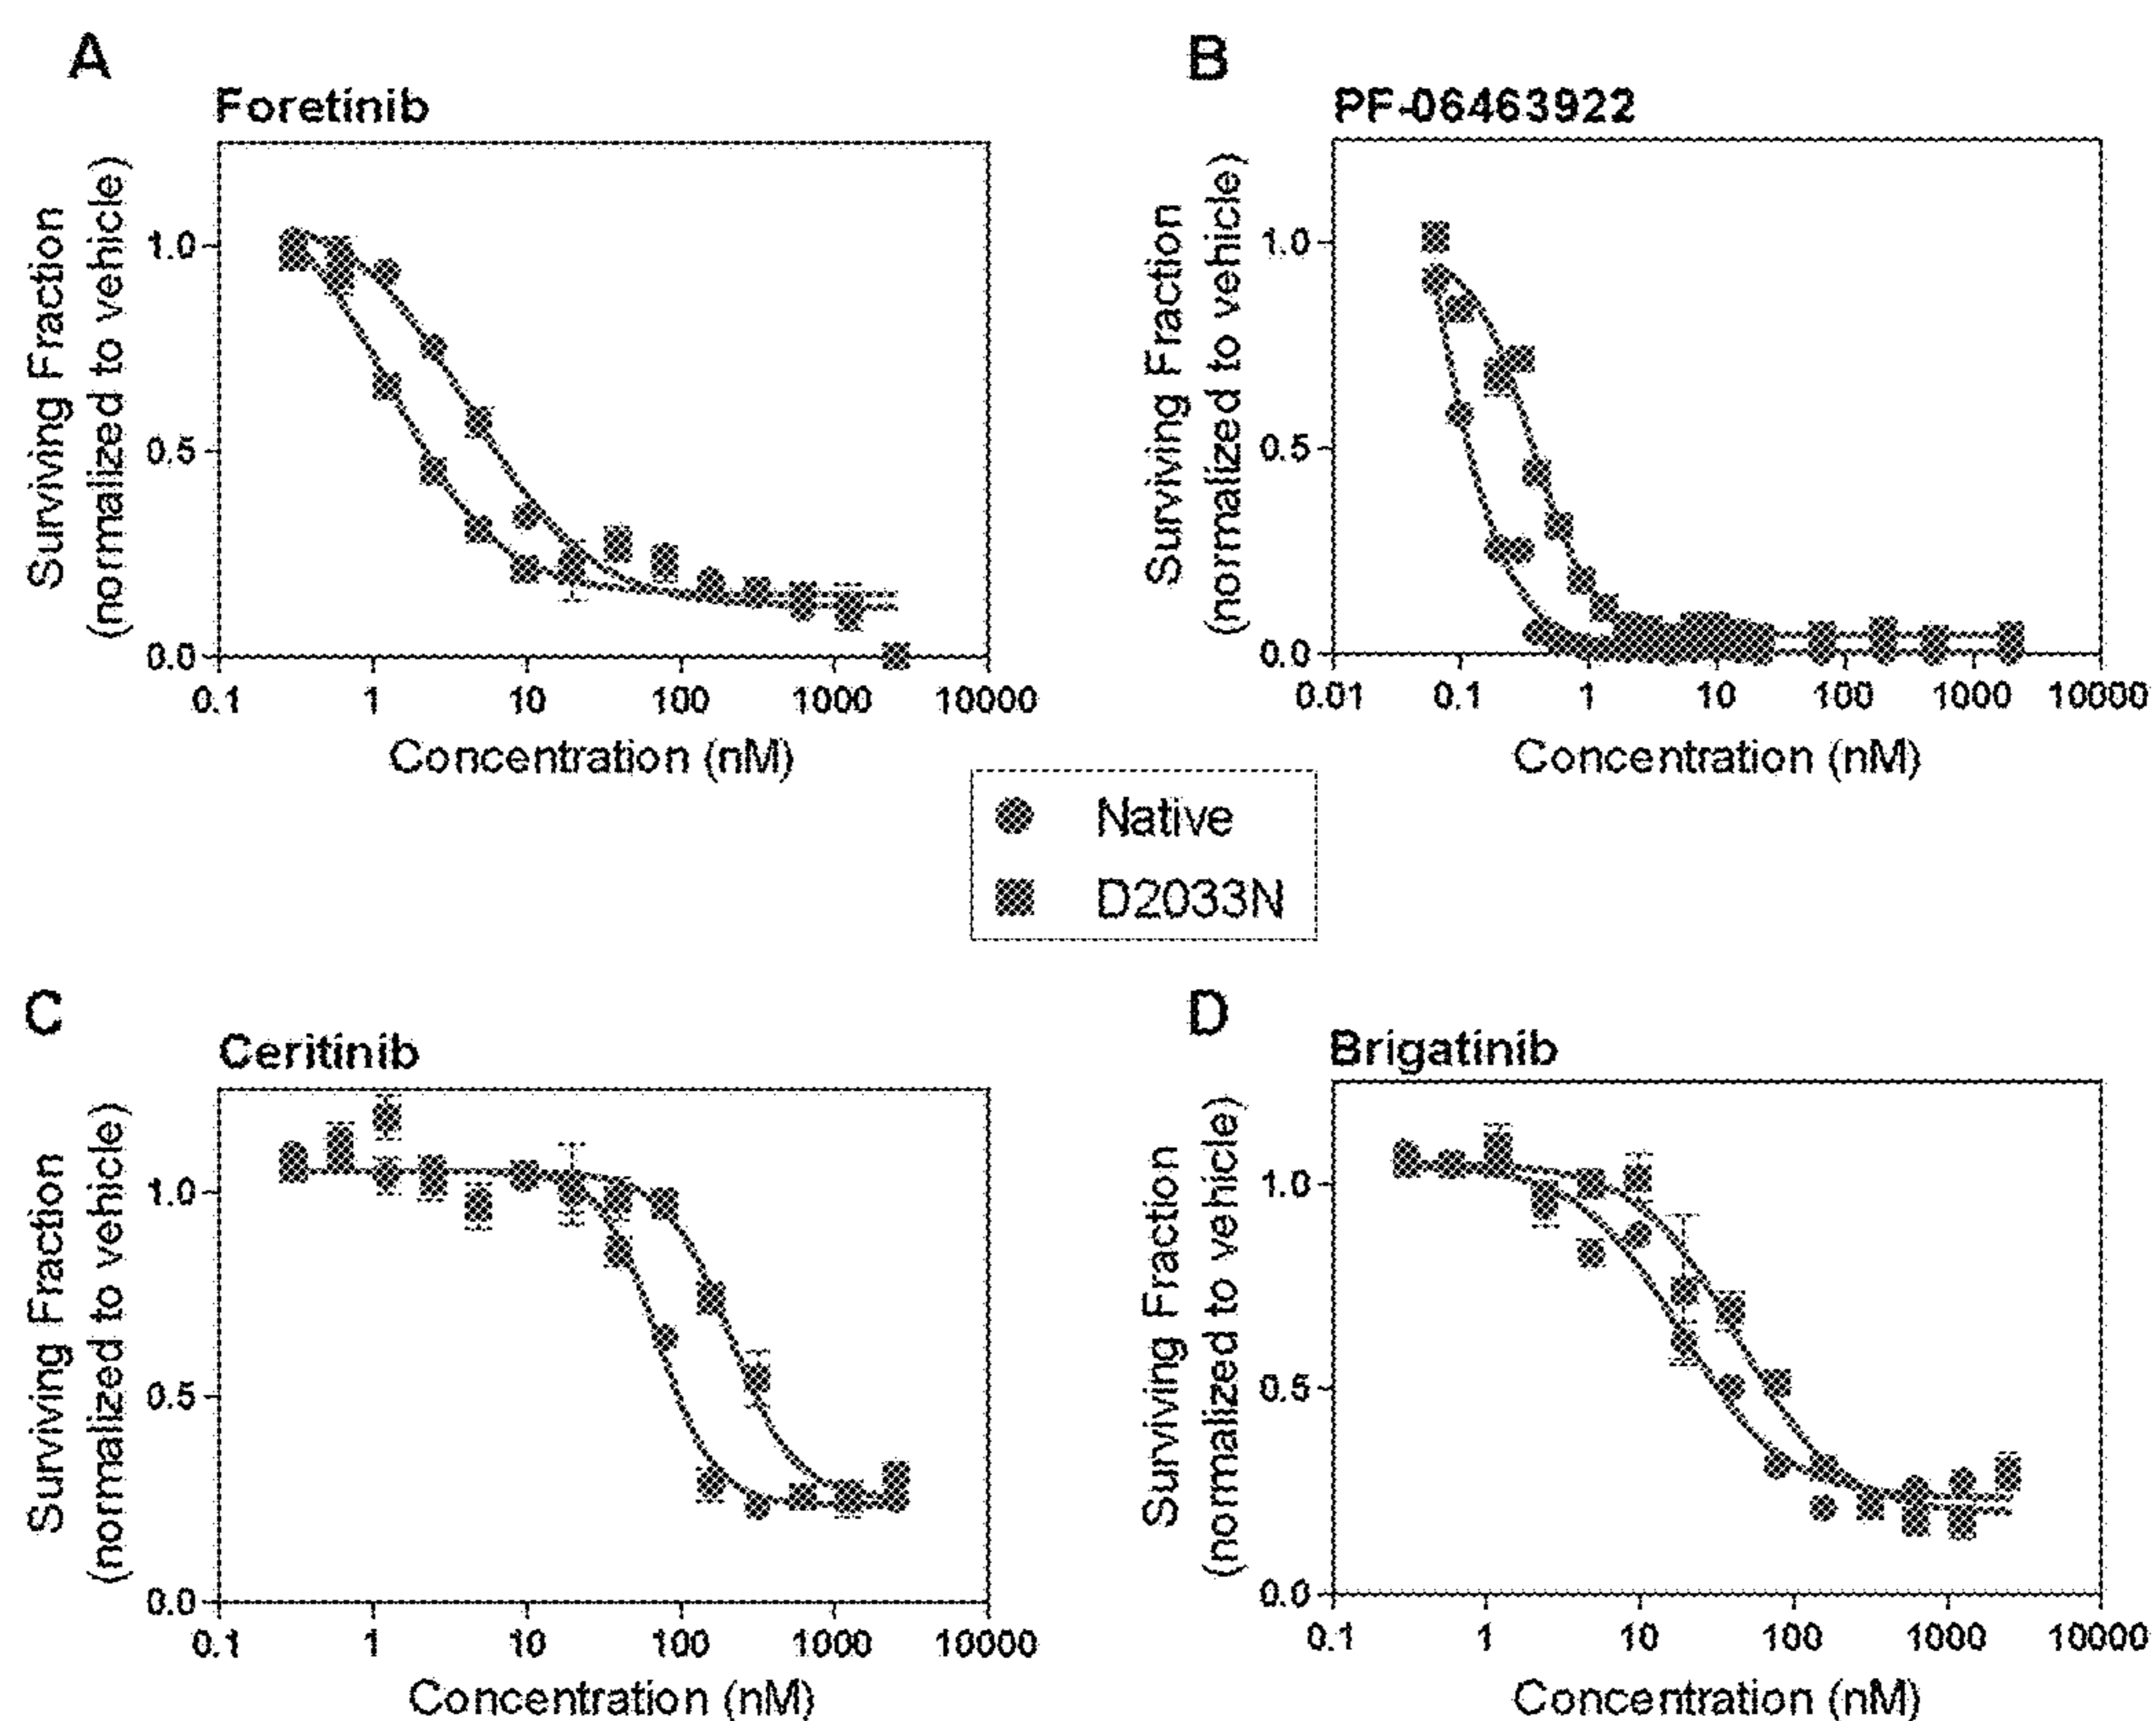 A
Foretinib
Surviving Fraction
(normalized to vehicle)
1.0
0.5
0.0
0.1 1 10 100 1000 10000
Concentration (nM)
B
PF-06463922
Surviving Fraction
(normalized to vehicle)
1.0
0.5
0.0
0.01 0.1 1 10 100 1000 10000
Concentration (nM)
Native
D2033N
C
Ceritinib
Surviving Fraction
(normalized to vehicle)
1.0
0.5
0.0
0.1 1 10 100 1000 10000
Concentration (nM)
D
Brigatinib
Surviving Fraction
(normalized to vehicle)
1.0
0.5
0.0
0.1 1 10 100 1000 10000
Concentration (nM)